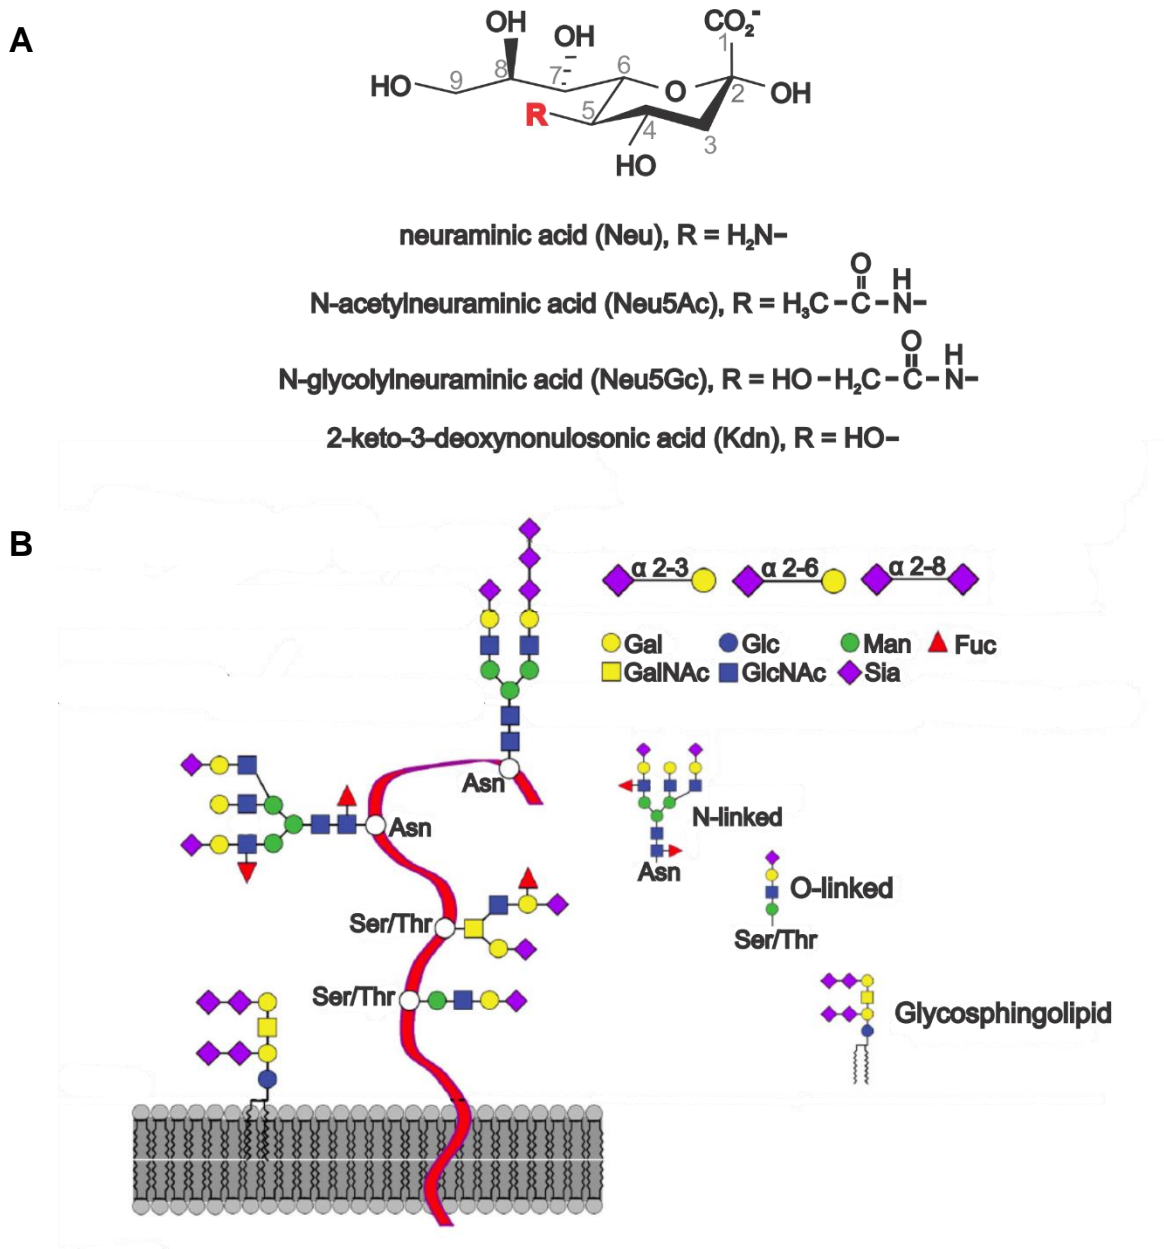 A
OH
OH
CO₂⁻
1
HO
9
8
7
6
O
2
OH
R
5
4
3
HO
neuraminic acid (Neu), R = H₂N–
O
H
N-acetylneuraminic acid (Neu5Ac), R = H₃C–C–N–
O
H
N-glycolylneuraminic acid (Neu5Gc), R = HO–H₂C–C–N–
2-keto-3-deoxynonulosonic acid (Kdn), R = HO–
B
α 2-3
α 2-6
α 2-8
Gal
Glc
Man
Fuc
GalNAc
GlcNAc
Sia
Asn
Asn
N-linked
Asn
Ser/Thr
O-linked
Ser/Thr
Ser/Thr
Glycosphingolipid